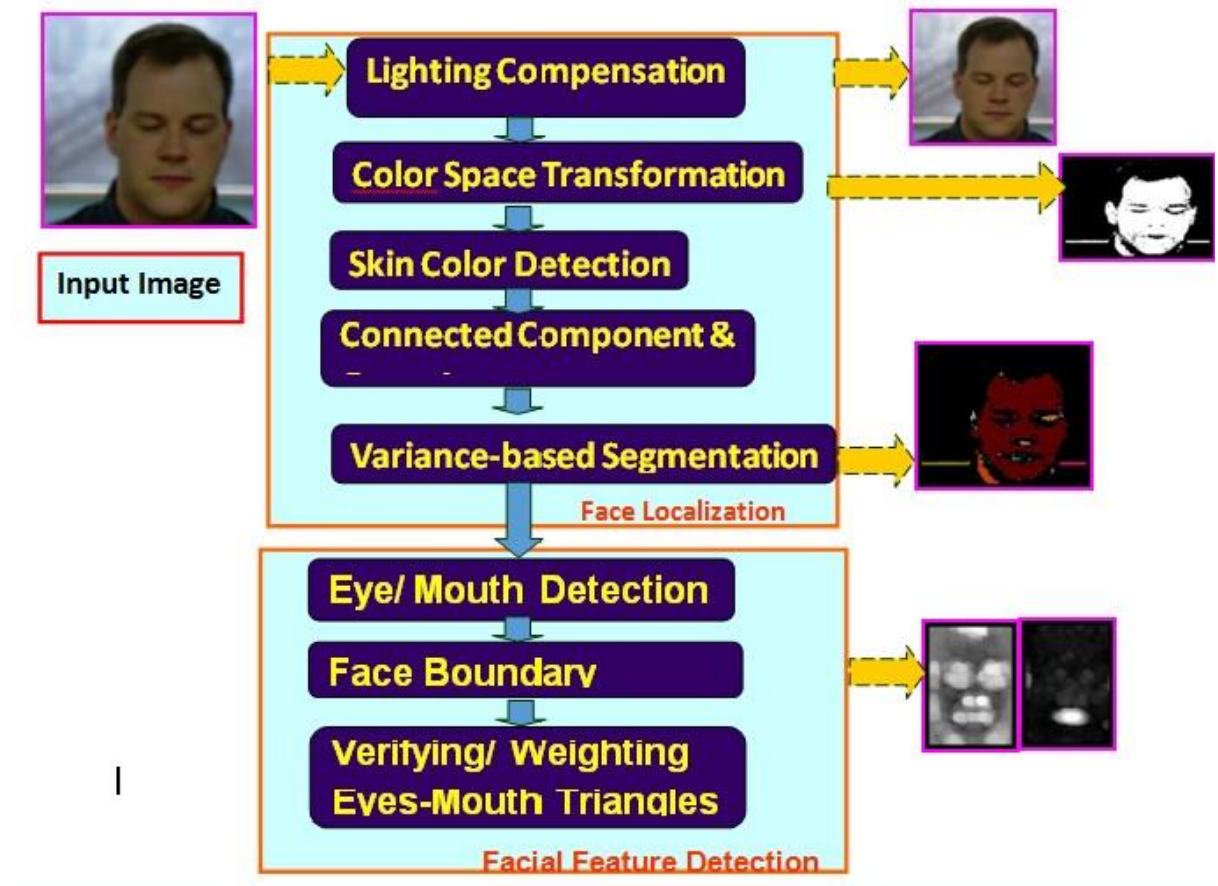 Input Image
Lighting Compensation
Color Space Transformation
Skin Color Detection
Connected Component &
Variance-based Segmentation
Face Localization
Eye/ Mouth Detection
Face Boundary
Verifying/ Weighting
Eyes-Mouth Triangles
Facial Feature Detection